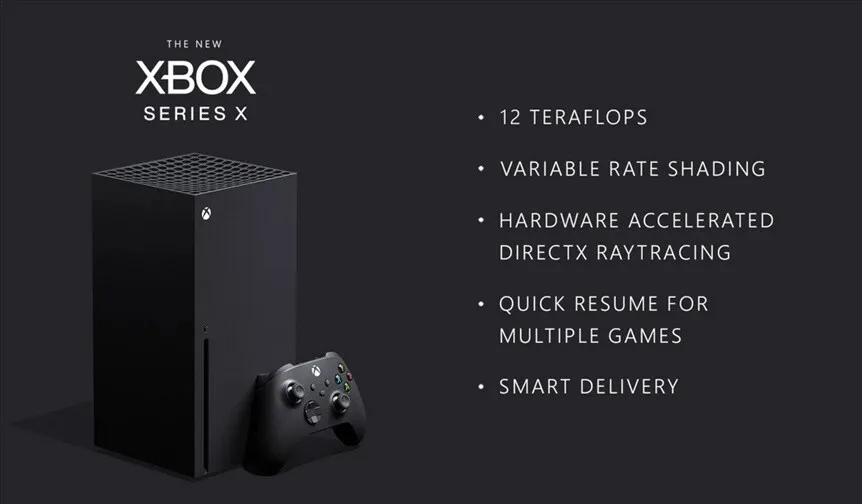 THE NEW
XBOX
SERIES X
• 12 TERAFLOPS
• VARIABLE RATE SHADING
• HARDWARE ACCELERATED
DIRECTX RAYTRACING
• QUICK RESUME FOR
MULTIPLE GAMES
• SMART DELIVERY